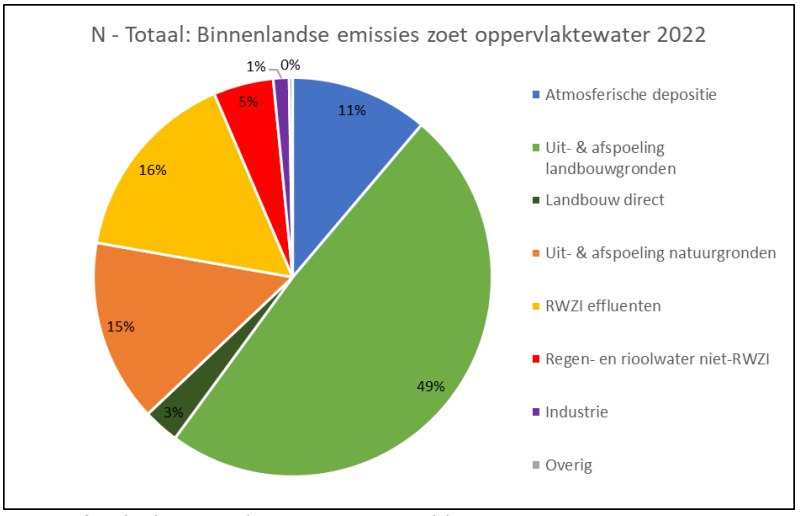 N - Totaal: Binnenlandse emissies zoet oppervlaktewater 2022
1%
0%
11%
5%
16%
15%
3%
49%
Atmosferische depositie
Uit- & afspoeling
landbouwgronden
Landbouw direct
Uit- & afspoeling natuurgronden
RWZI effluenten
Regen- en rioolwater niet-RWZI
Industrie
Overig